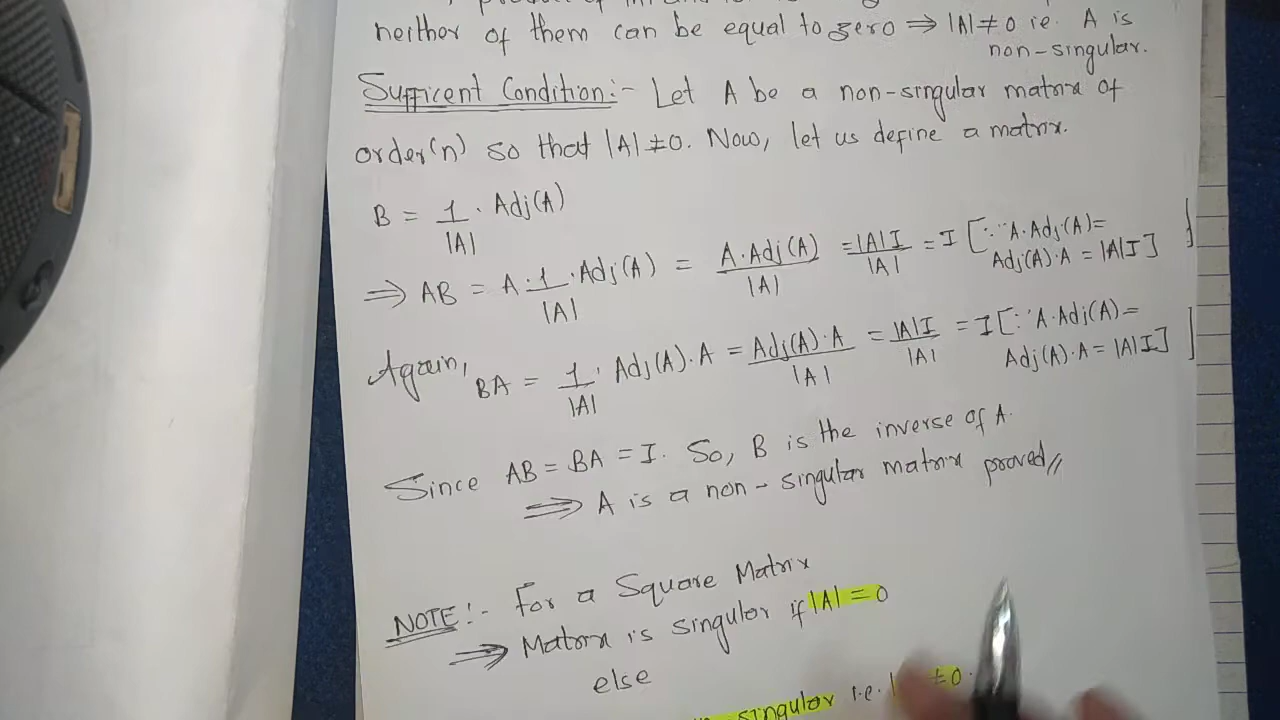 neither of them can be equal to zero ⇒ |A| ≠ 0 i.e. A is
non-singular.
Sufficent Condition:- Let A be a non-singular matrix of
order(n) so that |A| ≠ 0. Now, let us define a matrix.
B = 1/|A| . Adj(A)
⇒ AB = A . 1/|A| . Adj(A) = A.Adj(A)/|A| = |A|I/|A| = I [∵ A.Adj(A) =
Adj(A).A = |A|I]
Again, BA = 1/|A| . Adj(A).A = Adj(A).A/|A| = |A|I/|A| = I [∵ A.Adj(A) =
Adj(A).A = |A|I]
Since AB = BA = I. So, B is the inverse of A.
⇒ A is a non-singular matrix proved//
NOTE!- For a Square Matrix
⇒ Matrix is singular if |A| = 0
else
singular i.e. ≠ 0.